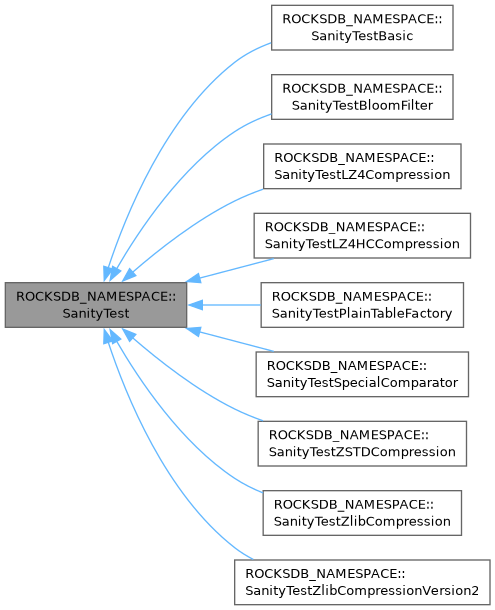 ROCKSDB_NAMESPACE::
SanityTestBasic
ROCKSDB_NAMESPACE::
SanityTestBloomFilter
ROCKSDB_NAMESPACE::
SanityTestLZ4Compression
ROCKSDB_NAMESPACE::
SanityTestLZ4HCCompression
ROCKSDB_NAMESPACE::
SanityTest
ROCKSDB_NAMESPACE::
SanityTestPlainTableFactory
ROCKSDB_NAMESPACE::
SanityTestSpecialComparator
ROCKSDB_NAMESPACE::
SanityTestZSTDCompression
ROCKSDB_NAMESPACE::
SanityTestZlibCompression
ROCKSDB_NAMESPACE::
SanityTestZlibCompressionVersion2